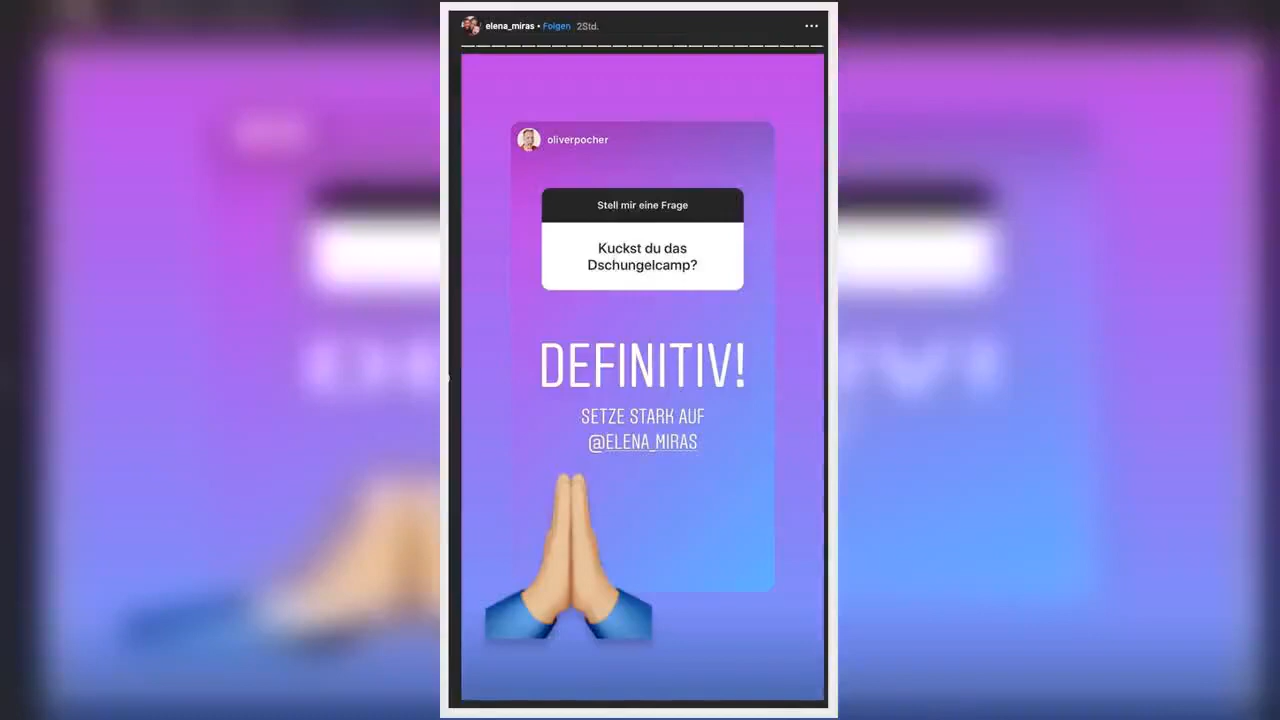 elena_miras • Folgen 2Std.
oliverpocher
Stell mir eine Frage
Kuckst du das
Dschungelcamp?
DEFINITIV!
SETZE STARK AUF
@ELENA_MIRAS